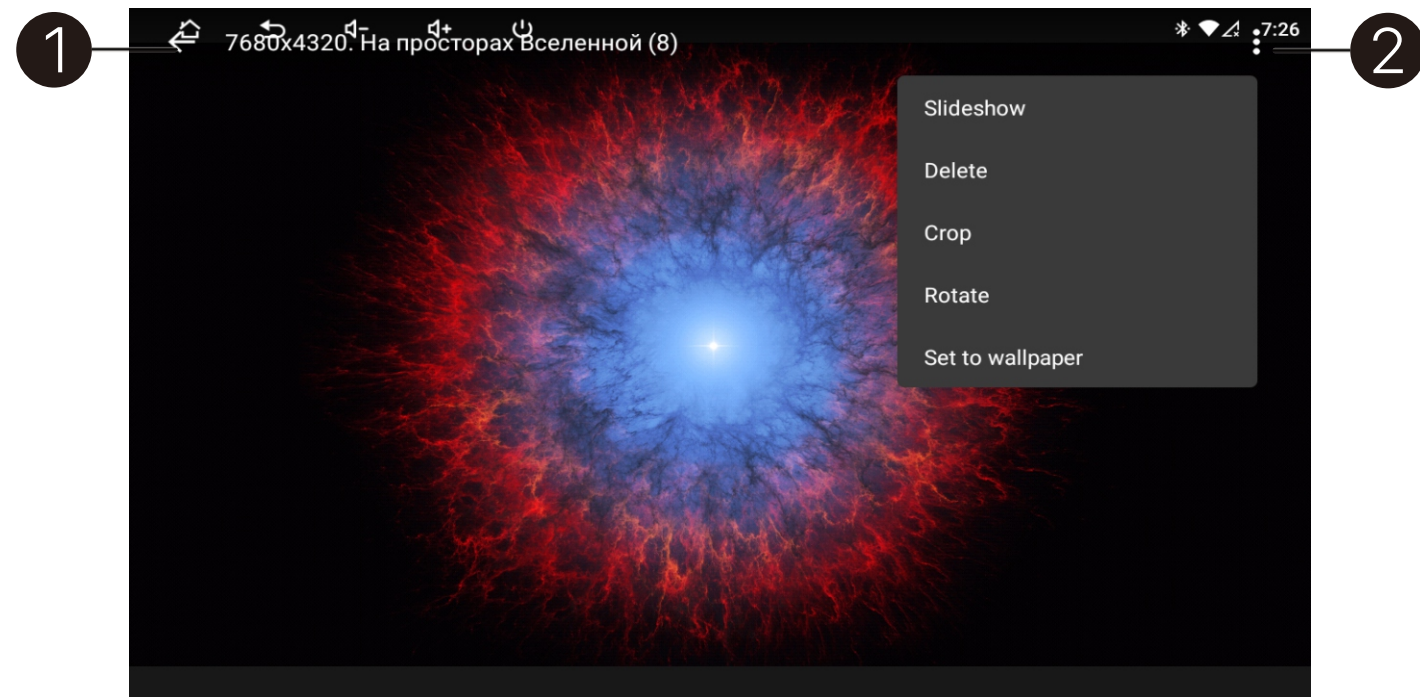 1
7680x4320. На просторах Вселенной (8)
7:26
2
Slideshow
Delete
Crop
Rotate
Set to wallpaper